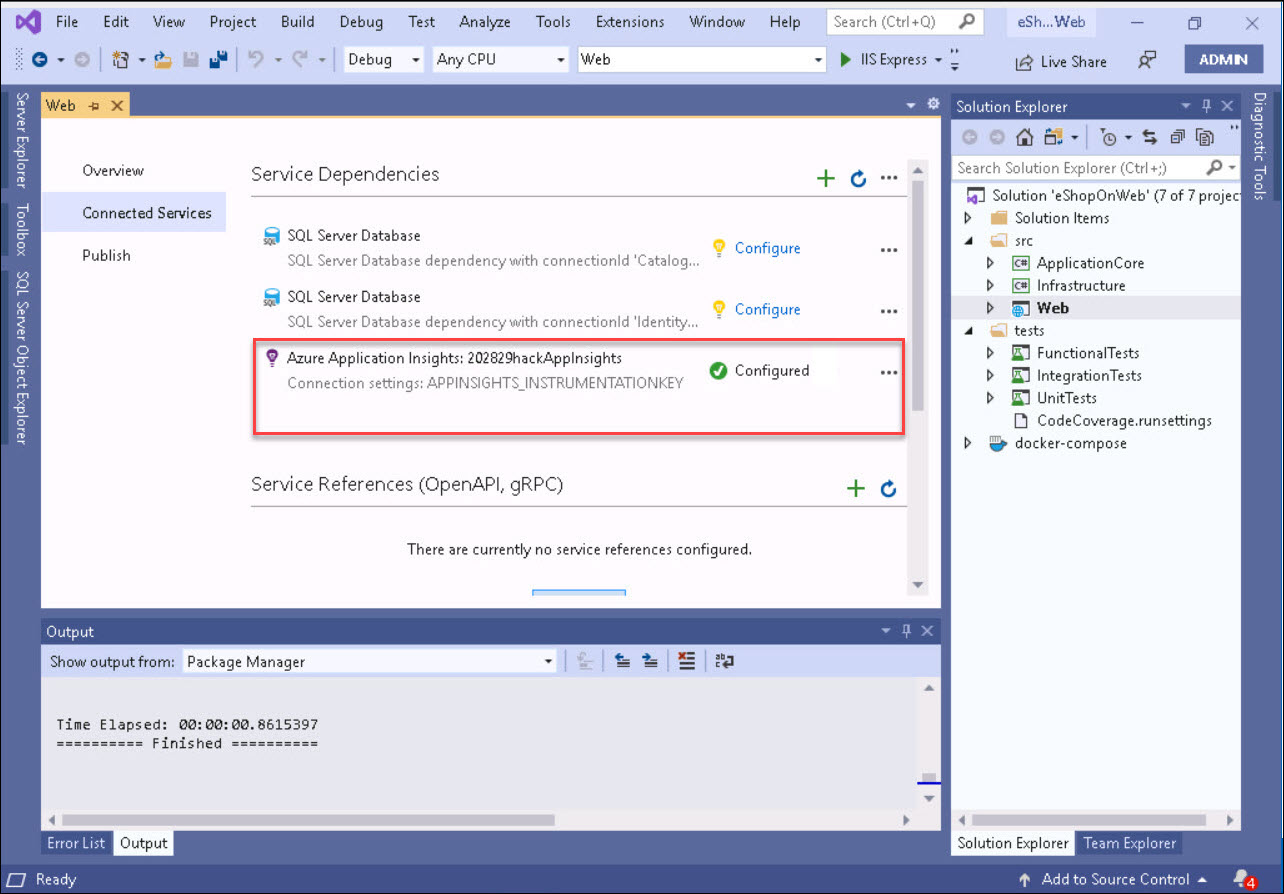 File Edit View Project Build Debug Test Analyze Tools Extensions Window Help Search (Ctrl+Q) eSh...Web
Debug Any CPU Web IIS Express Live Share ADMIN
Server Explorer
Toolbox
SQL Server Object Explorer
Web
Overview
Connected Services
Publish
Service Dependencies
SQL Server Database
SQL Server Database dependency with connectionId 'Catalog...
Configure
SQL Server Database
SQL Server Database dependency with connectionId 'Identity...
Configure
Azure Application Insights: 202829hackAppInsights
Connection settings: APPINSIGHTS_INSTRUMENTATIONKEY
Configured
Service References (OpenAPI, gRPC)
There are currently no service references configured.
Output
Show output from: Package Manager
Time Elapsed: 00:00:00.8615397
========== Finished ==========
Error List Output
Solution Explorer
Search Solution Explorer (Ctrl+;)
Solution 'eShopOnWeb' (7 of 7 projec
Solution Items
src
C# ApplicationCore
C# Infrastructure
Web
tests
FunctionalTests
IntegrationTests
UnitTests
CodeCoverage.runsettings
docker-compose
Solution Explorer Team Explorer
Diagnostic Tools
Ready Add to Source Control 4